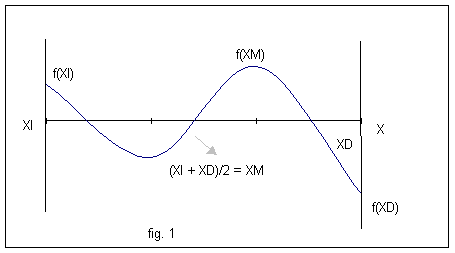 f(XM)
f(XI)
XI
X
XD
(XI + XD)/2 = XM
f(XD)
fig. 1